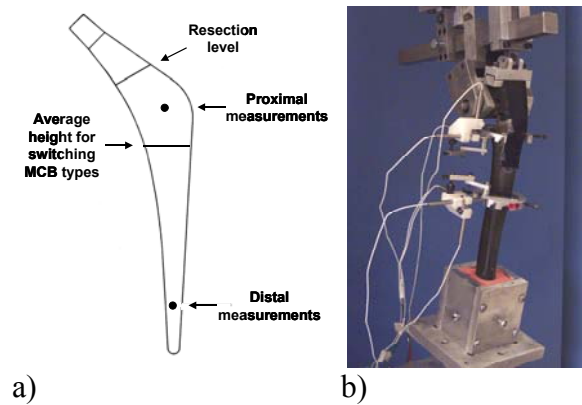 Resection
level
Proximal
measurements
Average
height for
switching
MCB types
Distal
measurements
a)
b)